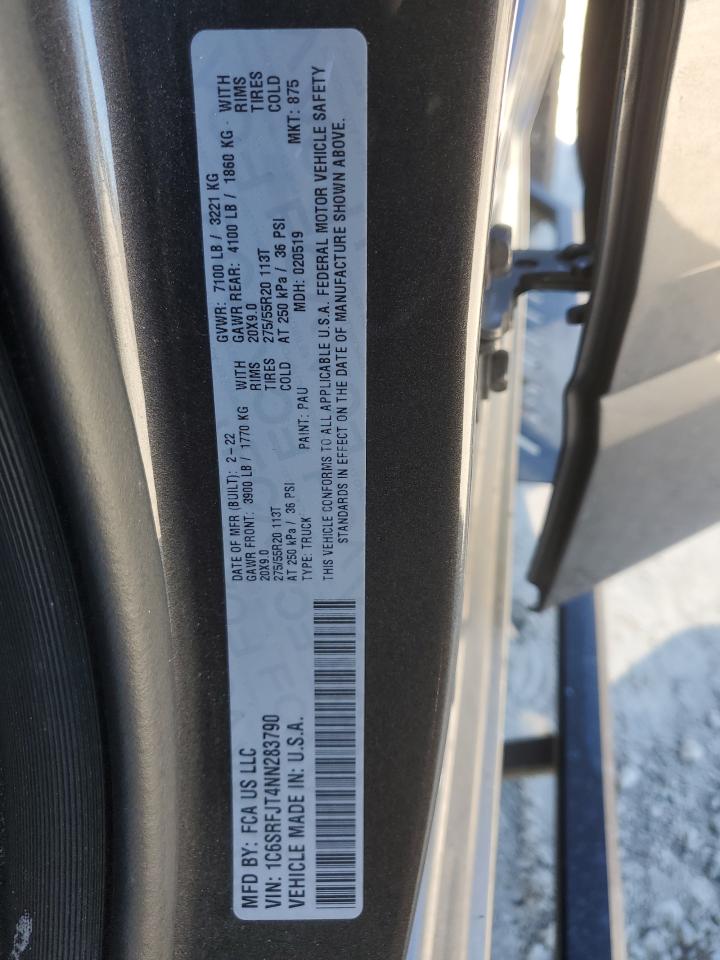 MFD BY: FCA US LLC
VIN: 1C6SRFJT4NN283790
VEHICLE MADE IN: U.S.A.
DATE OF MFR (BUILT): 2-22 GVWR: 7100 LB / 3221 KG
GAWR FRONT: 3900 LB / 1770 KG WITH GAWR REAR: 4100 LB / 1860 KG WITH
20X9.0 RIMS 20X9.0 RIMS
275/55R20 113T TIRES 275/55R20 113T TIRES
AT 250 kPa / 36 PSI COLD AT 250 kPa / 36 PSI COLD
TYPE: TRUCK PAINT: PAU MDH: 020519 MKT: 875
THIS VEHICLE CONFORMS TO ALL APPLICABLE U.S.A. FEDERAL MOTOR VEHICLE SAFETY
STANDARDS IN EFFECT ON THE DATE OF MANUFACTURE SHOWN ABOVE.